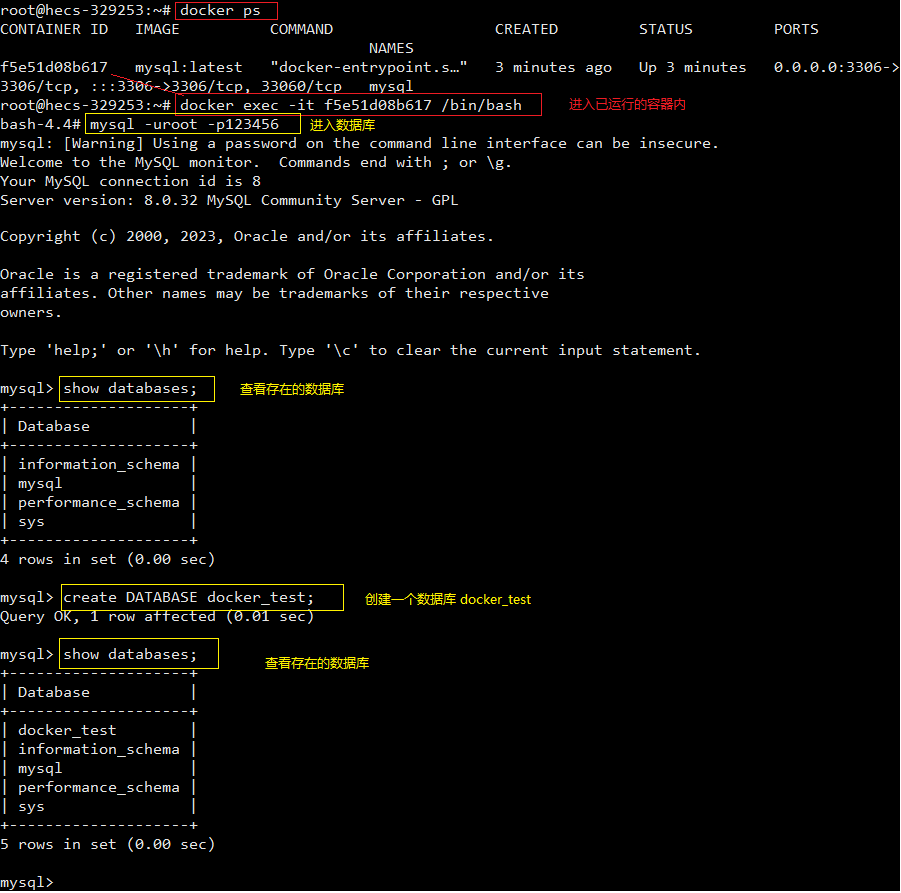 root@hecs-329253:~# docker ps
CONTAINER ID   IMAGE          COMMAND                  CREATED         STATUS         PORTS
                                         NAMES
f5e51d08b617   mysql:latest   "docker-entrypoint.s…"   3 minutes ago   Up 3 minutes   0.0.0.0:3306->
3306/tcp, :::3306->3306/tcp, 33060/tcp   mysql
root@hecs-329253:~# docker exec -it f5e51d08b617 /bin/bash 进入已运行的容器内
bash-4.4# mysql -uroot -p123456 进入数据库
mysql: [Warning] Using a password on the command line interface can be insecure.
Welcome to the MySQL monitor.  Commands end with ; or \g.
Your MySQL connection id is 8
Server version: 8.0.32 MySQL Community Server - GPL

Copyright (c) 2000, 2023, Oracle and/or its affiliates.

Oracle is a registered trademark of Oracle Corporation and/or its
affiliates. Other names may be trademarks of their respective
owners.

Type 'help;' or '\h' for help. Type '\c' to clear the current input statement.

mysql> show databases; 查看存在的数据库
+--------------------+
| Database           |
+--------------------+
| information_schema |
| mysql              |
| performance_schema |
| sys                |
+--------------------+
4 rows in set (0.00 sec)

mysql> create DATABASE docker_test; 创建一个数据库 docker_test
Query OK, 1 row affected (0.01 sec)

mysql> show databases; 查看存在的数据库
+--------------------+
| Database           |
+--------------------+
| docker_test        |
| information_schema |
| mysql              |
| performance_schema |
| sys                |
+--------------------+
5 rows in set (0.00 sec)

mysql>